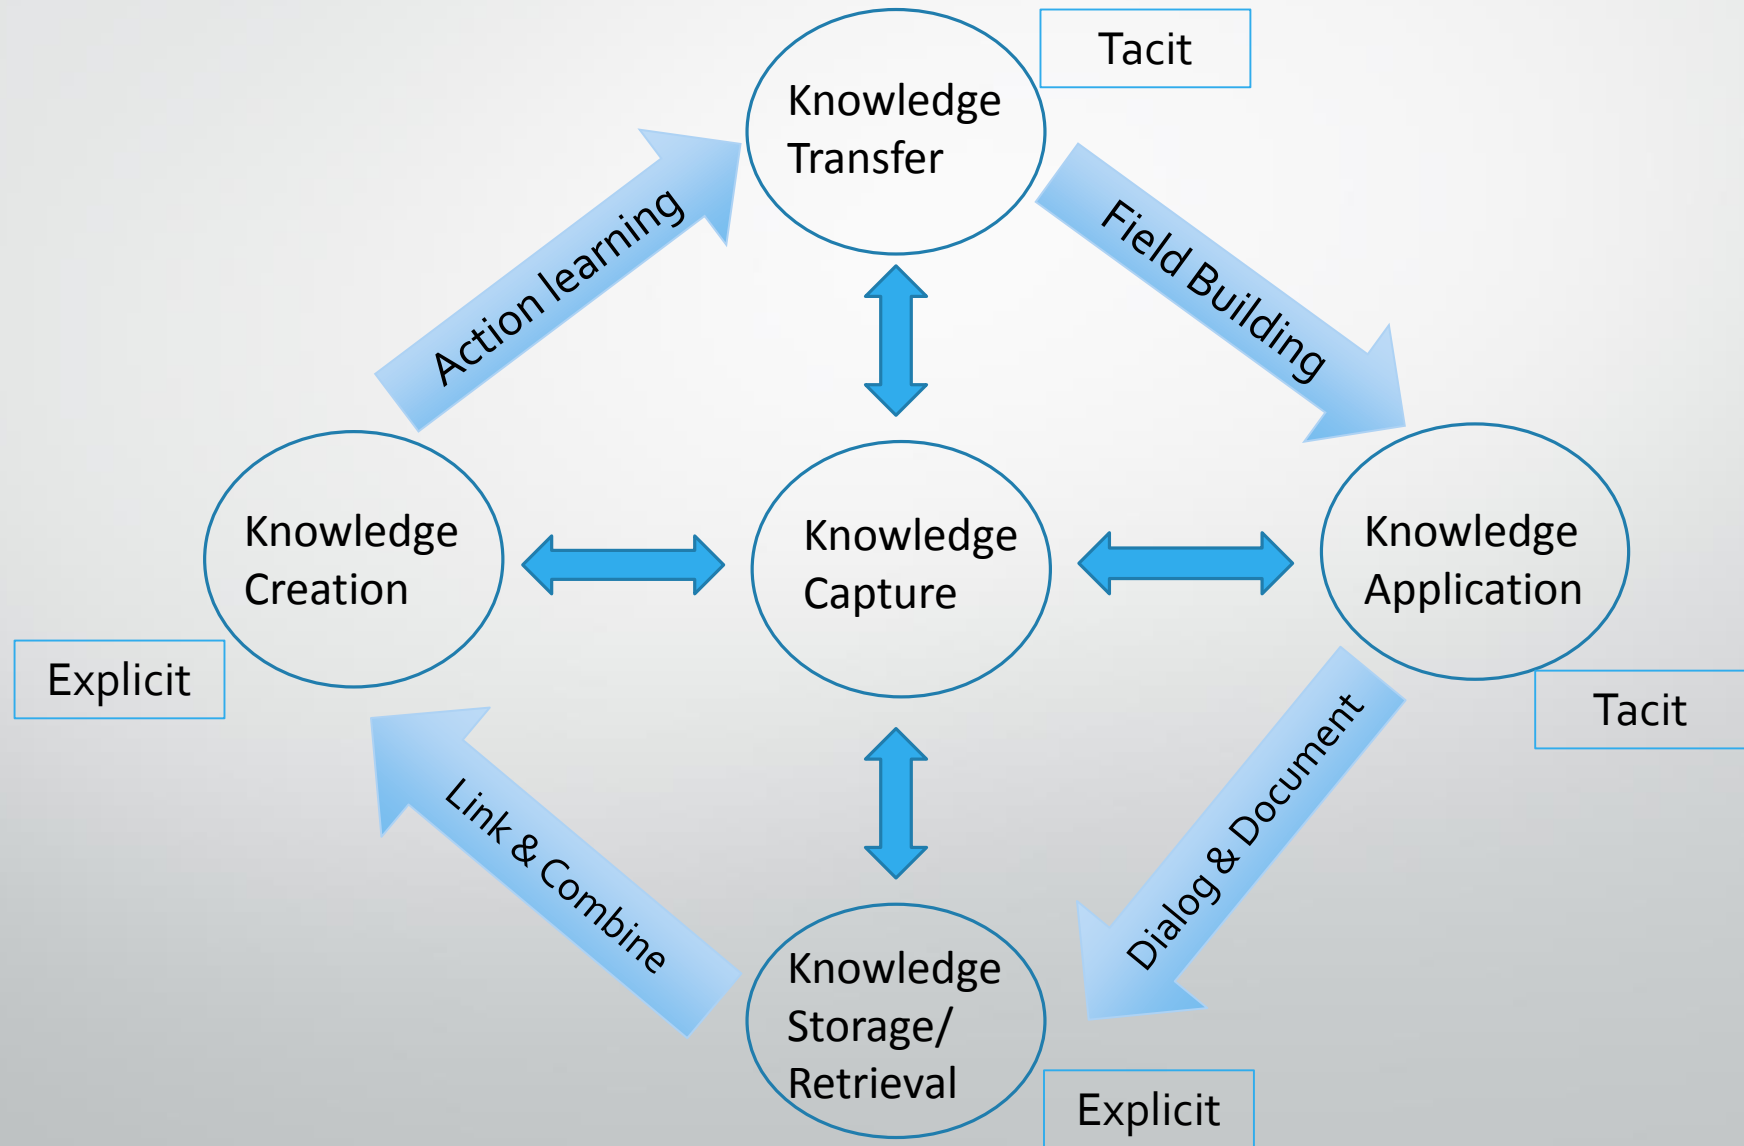 Tacit
Knowledge
Transfer
Action learning
Field Building
Knowledge
Creation
Knowledge
Capture
Knowledge
Application
Explicit
Tacit
Link & Combine
Dialog & Document
Knowledge
Storage/
Retrieval
Explicit